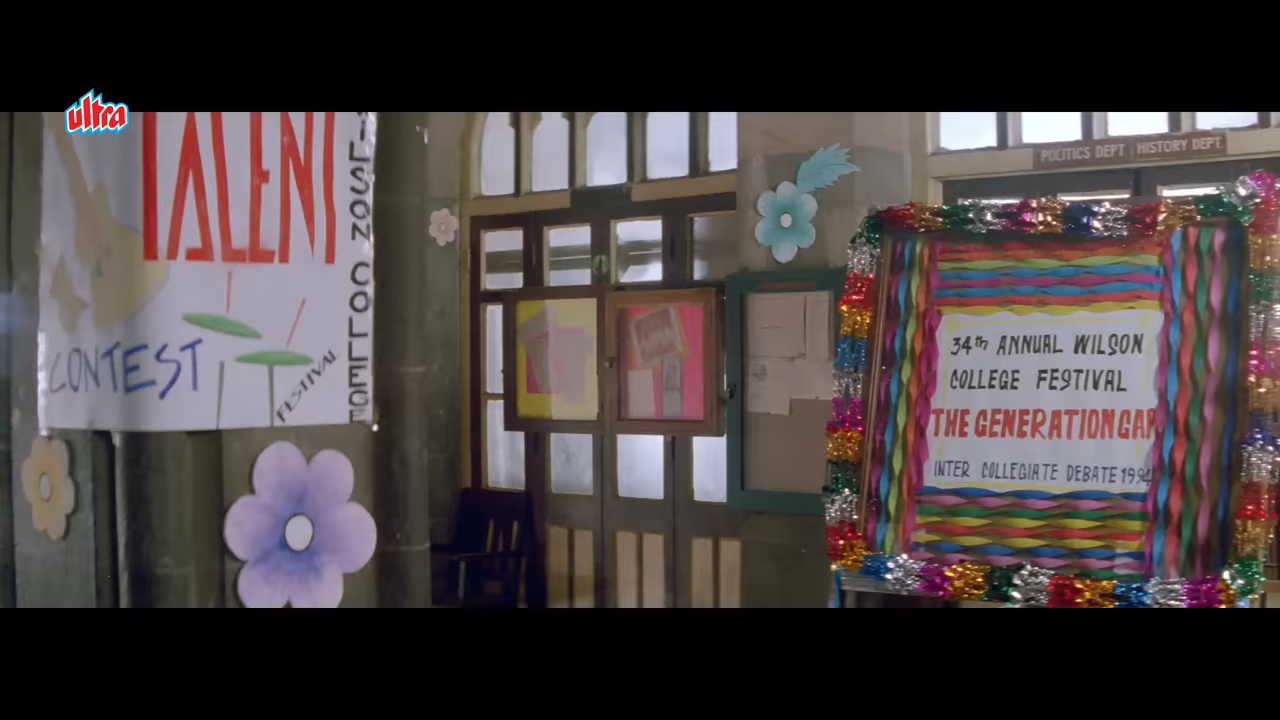 ultra
TALENT
CONTEST
WILSON COLLEGE
FESTIVAL
POLITICS DEPT. HISTORY DEPT.
34th ANNUAL WILSON
COLLEGE FESTIVAL
THE GENERATION GAP
INTER COLLEGIATE DEBATE 1994